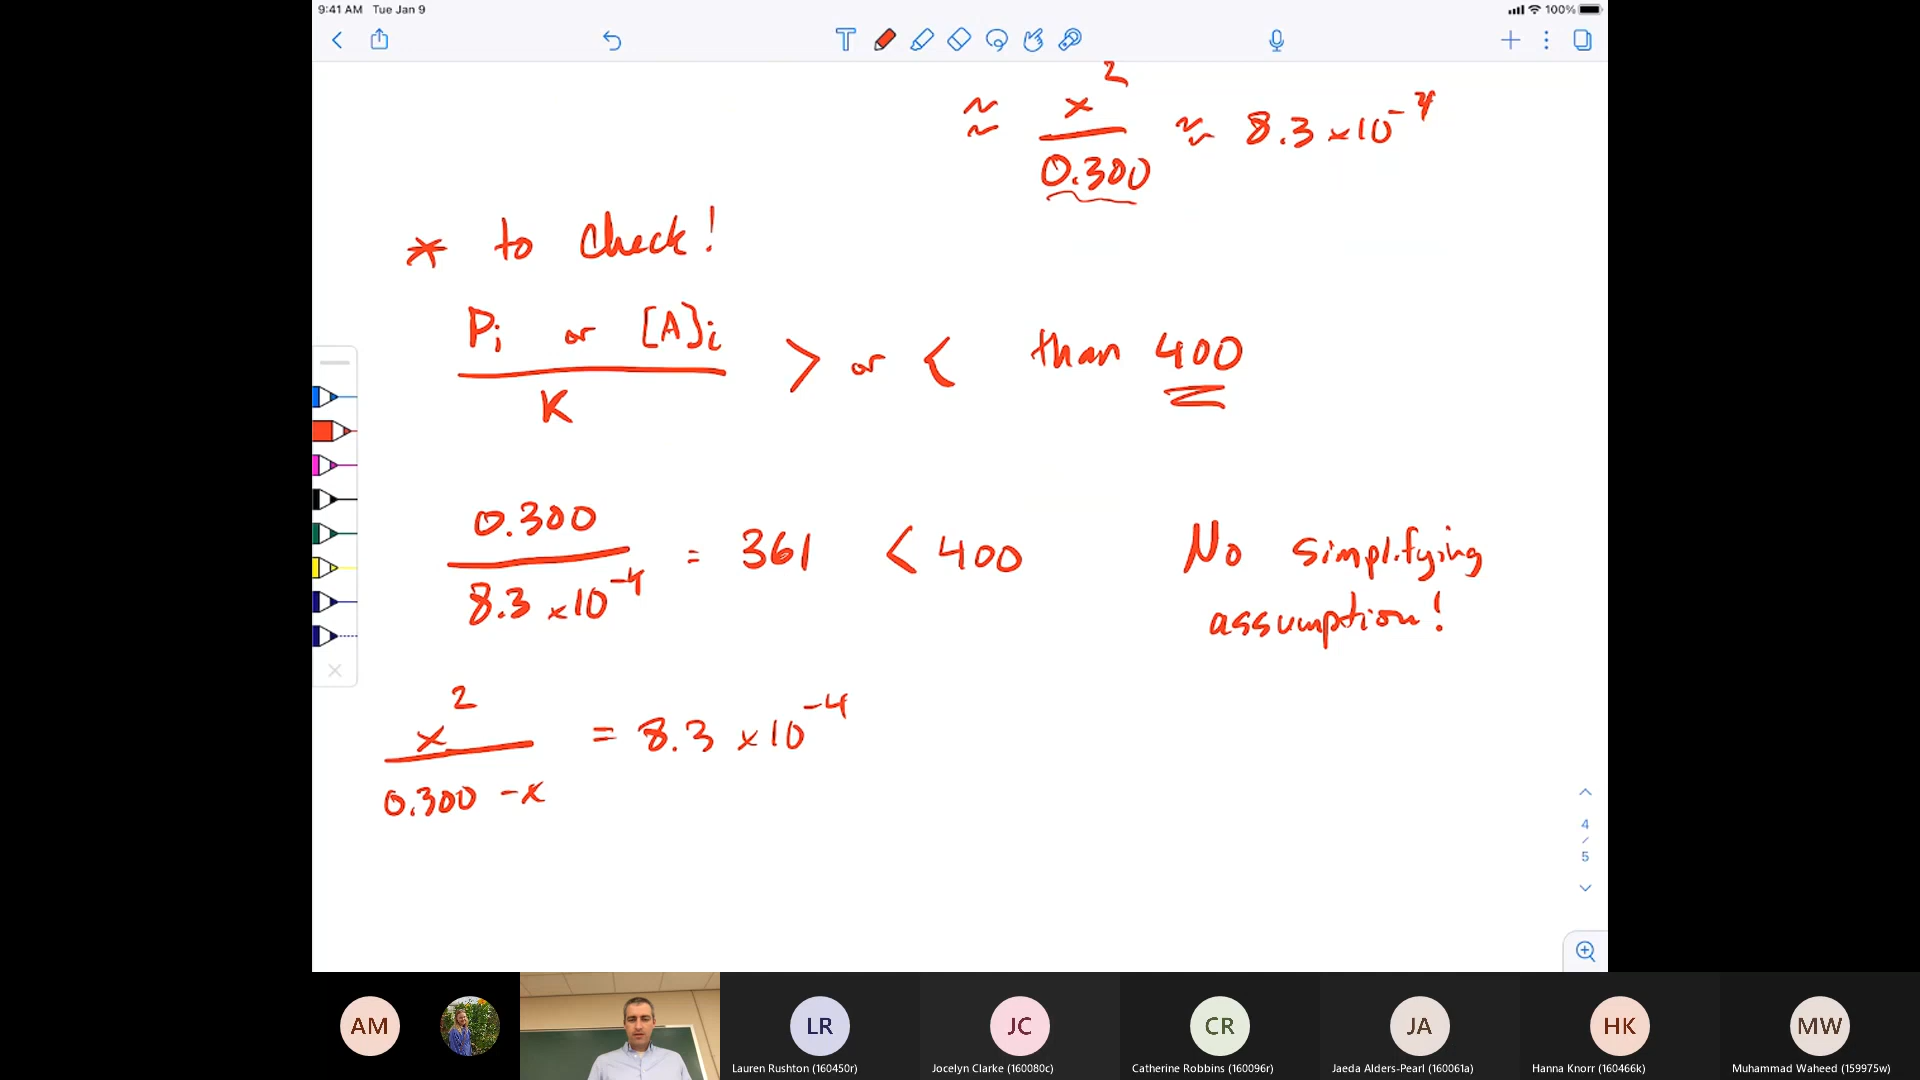 9:41 AM Tue Jan 9
100%
≈ x² / 0.300 ≈ 8.3 x 10⁻⁴
* to check!
Pi or [A]i / K > or < than 400
0.300 / 8.3 x 10⁻⁴ = 361 < 400
No simplifying
assumption!
x² / 0.300 - x = 8.3 x 10⁻⁴
4
/
5
AM
LR
JC
CR
JA
HK
MW
Lauren Rushton (160450r)
Jocelyn Clarke (160080c)
Catherine Robbins (160096r)
Jaeda Alders-Pearl (160061a)
Hanna Knorr (160466k)
Muhammad Waheed (159975w)